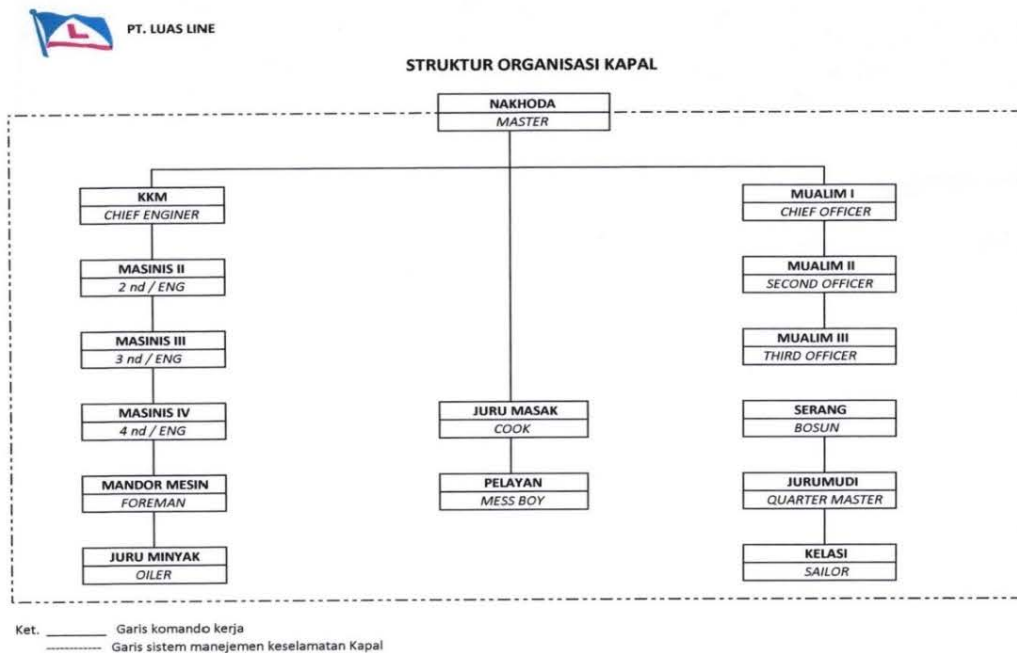 PT. LUAS LINE
STRUKTUR ORGANISASI KAPAL
NAKHODA
MASTER
KKM
CHIEF ENGINER
MASINIS II
2 nd / ENG
MASINIS III
3 nd / ENG
MASINIS IV
4 nd / ENG
MANDOR MESIN
FOREMAN
JURU MINYAK
OILER
JURU MASAK
COOK
PELAYAN
MESS BOY
MUALIM I
CHIEF OFFICER
MUALIM II
SECOND OFFICER
MUALIM III
THIRD OFFICER
SERANG
BOSUN
JURUMUDI
QUARTER MASTER
KELASI
SAILOR
Ket. ________ Garis komando kerja
------------ Garis sistem manejemen keselamatan Kapal
L